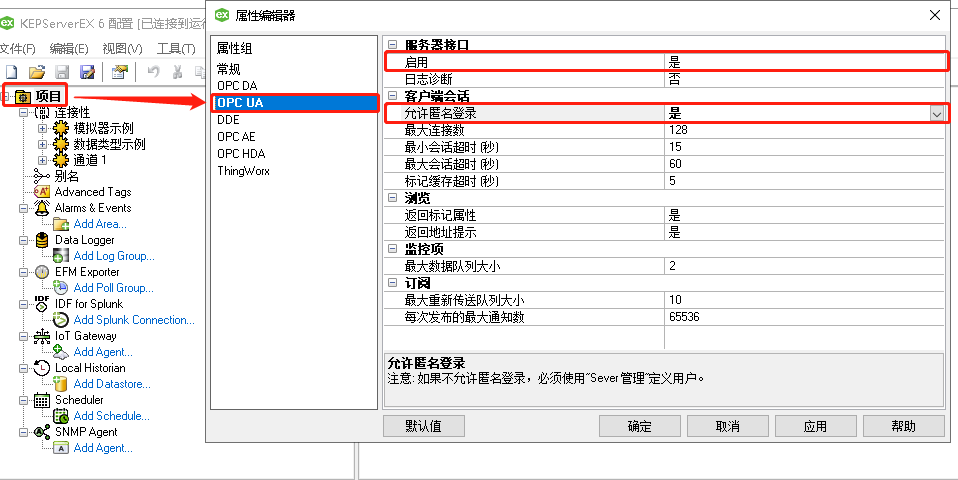 KEPServerEX 6 配置 [已连接到运行
文件(F) 编辑(E) 视图(V) 工具(T)
项目
连接性
模拟器示例
数据类型示例
通道 1
别名
Advanced Tags
Alarms & Events
Add Area...
Data Logger
Add Log Group...
EFM Exporter
Add Poll Group...
IDF for Splunk
Add Splunk Connection...
IoT Gateway
Add Agent...
Local Historian
Add Datastore...
Scheduler
Add Schedule...
SNMP Agent
Add Agent...
属性编辑器
属性组
常规
OPC DA
OPC UA
DDE
OPC AE
OPC HDA
ThingWorx
服务器接口
启用 是
日志诊断 否
客户端会话
允许匿名登录 是
最大连接数 128
最小会话超时 (秒) 15
最大会话超时 (秒) 60
标记缓存超时 (秒) 5
浏览
返回标记属性 是
返回地址提示 是
监控项
最大数据队列大小 2
订阅
最大重新传送队列大小 10
每次发布的最大通知数 65536
允许匿名登录
注意: 如果不允许匿名登录，必须使用"Sever 管理"定义用户。
默认值 确定 取消 应用 帮助